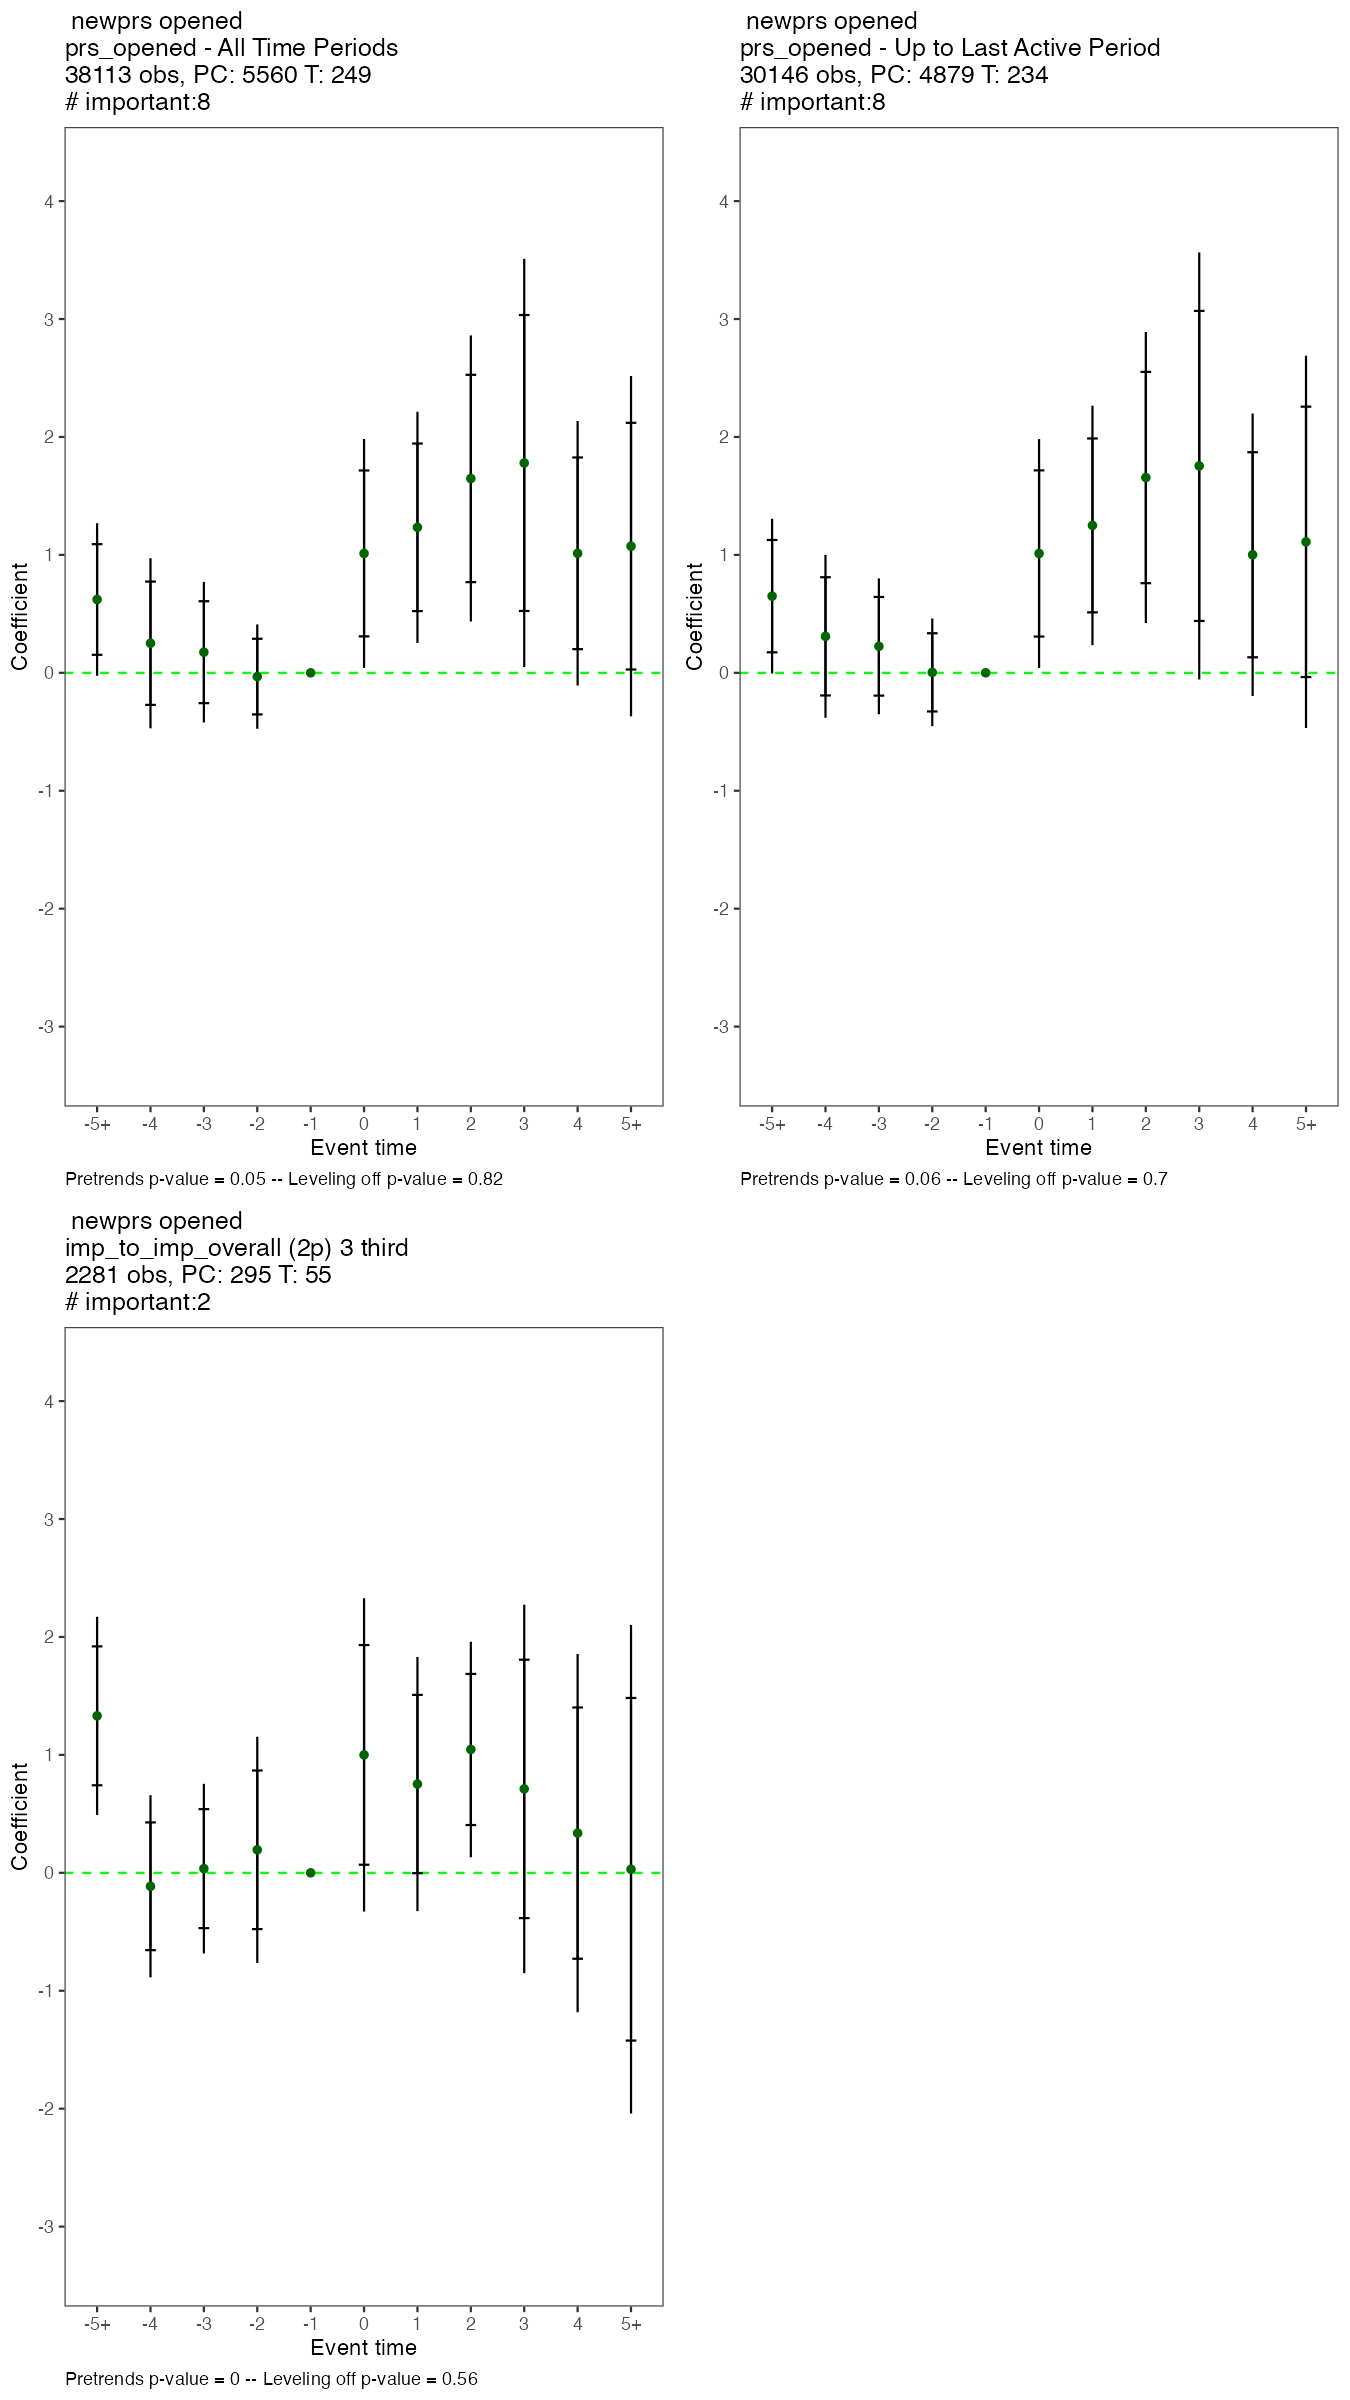 newprs opened
prs_opened - All Time Periods
38113 obs, PC: 5560 T: 249
# important:8
4
3
2
1
0
-1
-2
-3
Coefficient
-5+ -4 -3 -2 -1 0 1 2 3 4 5+
Event time
Pretrends p-value = 0.05 -- Leveling off p-value = 0.82
newprs opened
prs_opened - Up to Last Active Period
30146 obs, PC: 4879 T: 234
# important:8
4
3
2
1
0
-1
-2
-3
Coefficient
-5+ -4 -3 -2 -1 0 1 2 3 4 5+
Event time
Pretrends p-value = 0.06 -- Leveling off p-value = 0.7
newprs opened
imp_to_imp_overall (2p) 3 third
2281 obs, PC: 295 T: 55
# important:2
4
3
2
1
0
-1
-2
-3
Coefficient
-5+ -4 -3 -2 -1 0 1 2 3 4 5+
Event time
Pretrends p-value = 0 -- Leveling off p-value = 0.56